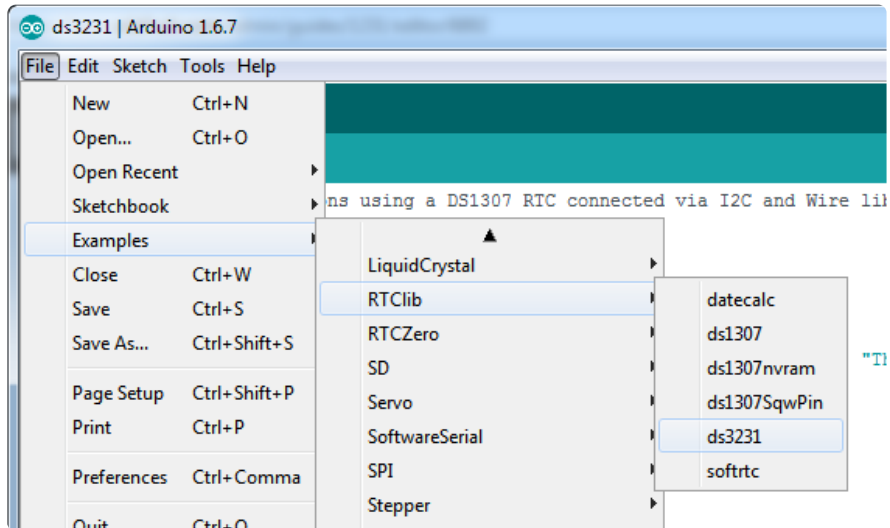 ds3231 | Arduino 1.6.7
File Edit Sketch Tools Help
New Ctrl+N
Open... Ctrl+O
Open Recent
Sketchbook
Examples
Close Ctrl+W
Save Ctrl+S
Save As... Ctrl+Shift+S
Page Setup Ctrl+Shift+P
Print Ctrl+P
Preferences Ctrl+Comma
Quit Ctrl+Q
ns using a DS1307 RTC connected via I2C and Wire lib
LiquidCrystal
RTClib
RTCZero
SD
Servo
SoftwareSerial
SPI
Stepper
datecalc
ds1307
ds1307nvram
ds1307SqwPin
ds3231
softrtc